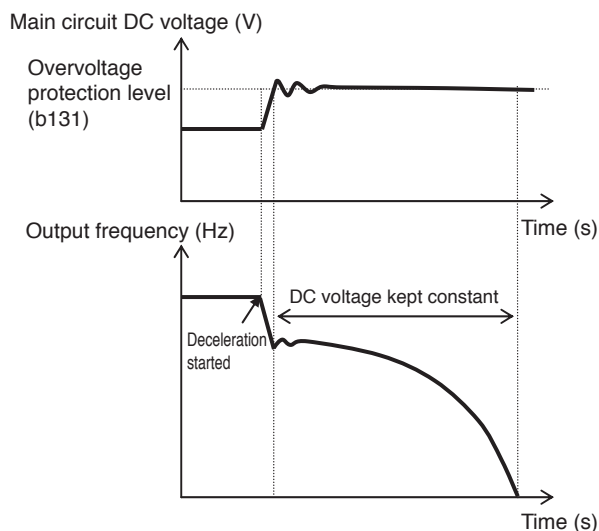 Main circuit DC voltage (V)
Overvoltage
protection level
(b131)
Time (s)
Output frequency (Hz)
DC voltage kept constant
Deceleration
started
Time (s)